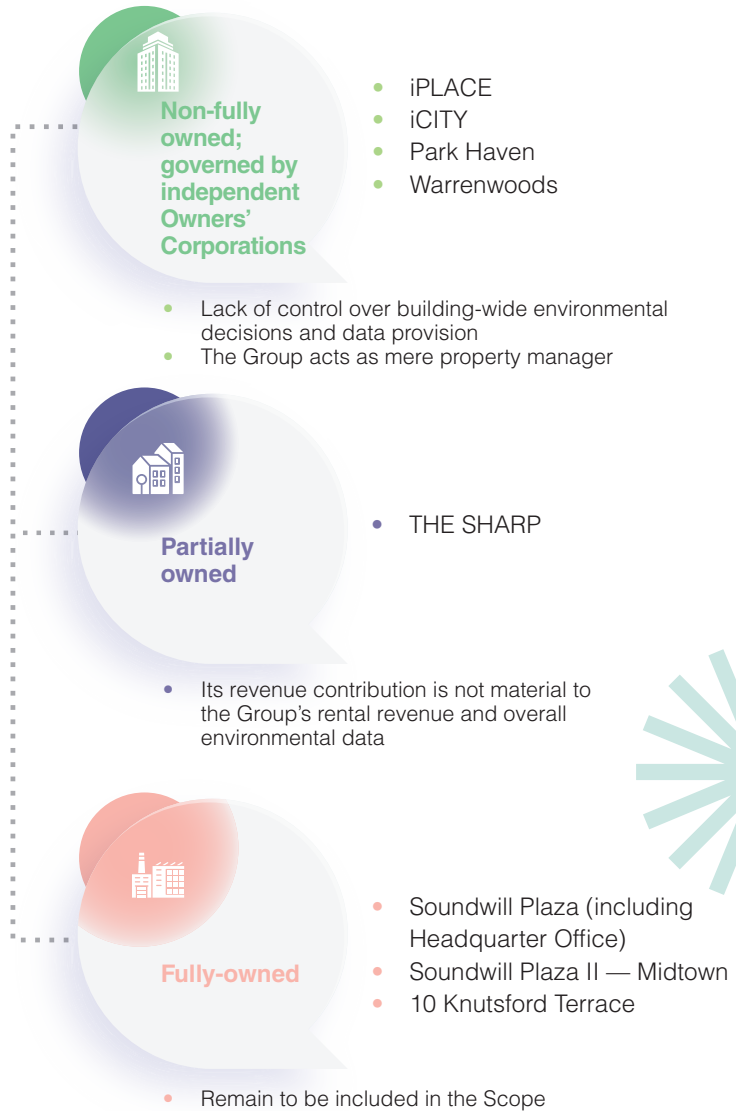 Non-fully
owned;
governed by
independent
Owners’
Corporations
• iPLACE
• iCITY
• Park Haven
• Warrenwoods
• Lack of control over building-wide environmental
decisions and data provision
• The Group acts as mere property manager
Partially
owned
• THE SHARP
• Its revenue contribution is not material to
the Group’s rental revenue and overall
environmental data
Fully-owned
• Soundwill Plaza (including
Headquarter Office)
• Soundwill Plaza II — Midtown
• 10 Knutsford Terrace
• Remain to be included in the Scope